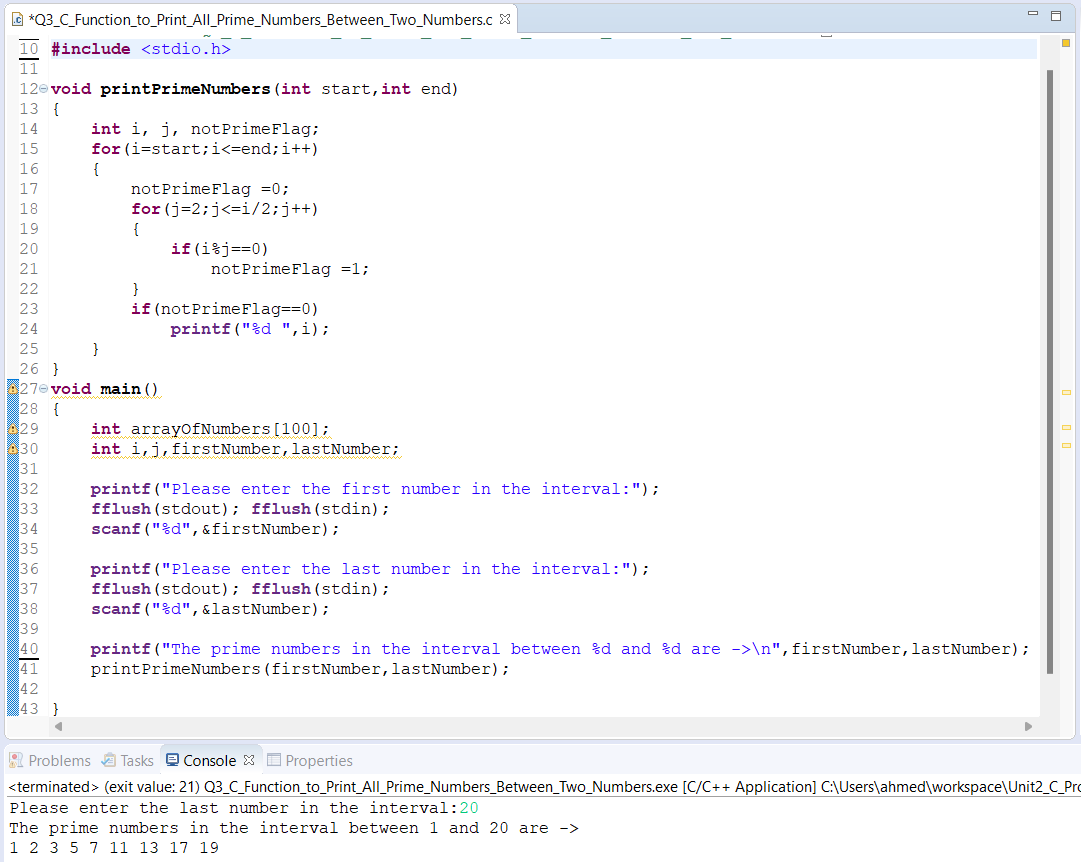 *Q3_C_Function_to_Print_All_Prime_Numbers_Between_Two_Numbers.c
10 #include <stdio.h>
11
12 void printPrimeNumbers(int start,int end)
13 {
14     int i, j, notPrimeFlag;
15     for(i=start;i<=end;i++)
16     {
17         notPrimeFlag =0;
18         for(j=2;j<=i/2;j++)
19         {
20             if(i%j==0)
21                 notPrimeFlag =1;
22         }
23         if(notPrimeFlag==0)
24             printf("%d ",i);
25     }
26 }
27 void main()
28 {
29     int arrayOfNumbers[100];
30     int i,j,firstNumber,lastNumber;
31
32     printf("Please enter the first number in the interval:");
33     fflush(stdout); fflush(stdin);
34     scanf("%d",&firstNumber);
35
36     printf("Please enter the last number in the interval:");
37     fflush(stdout); fflush(stdin);
38     scanf("%d",&lastNumber);
39
40     printf("The prime numbers in the interval between %d and %d are ->\n",firstNumber,lastNumber);
41     printPrimeNumbers(firstNumber,lastNumber);
42
43 }
Problems Tasks Console Properties
<terminated> (exit value: 21) Q3_C_Function_to_Print_All_Prime_Numbers_Between_Two_Numbers.exe [C/C++ Application] C:\Users\ahmed\workspace\Unit2_C_Pro
Please enter the last number in the interval:20
The prime numbers in the interval between 1 and 20 are ->
1 2 3 5 7 11 13 17 19